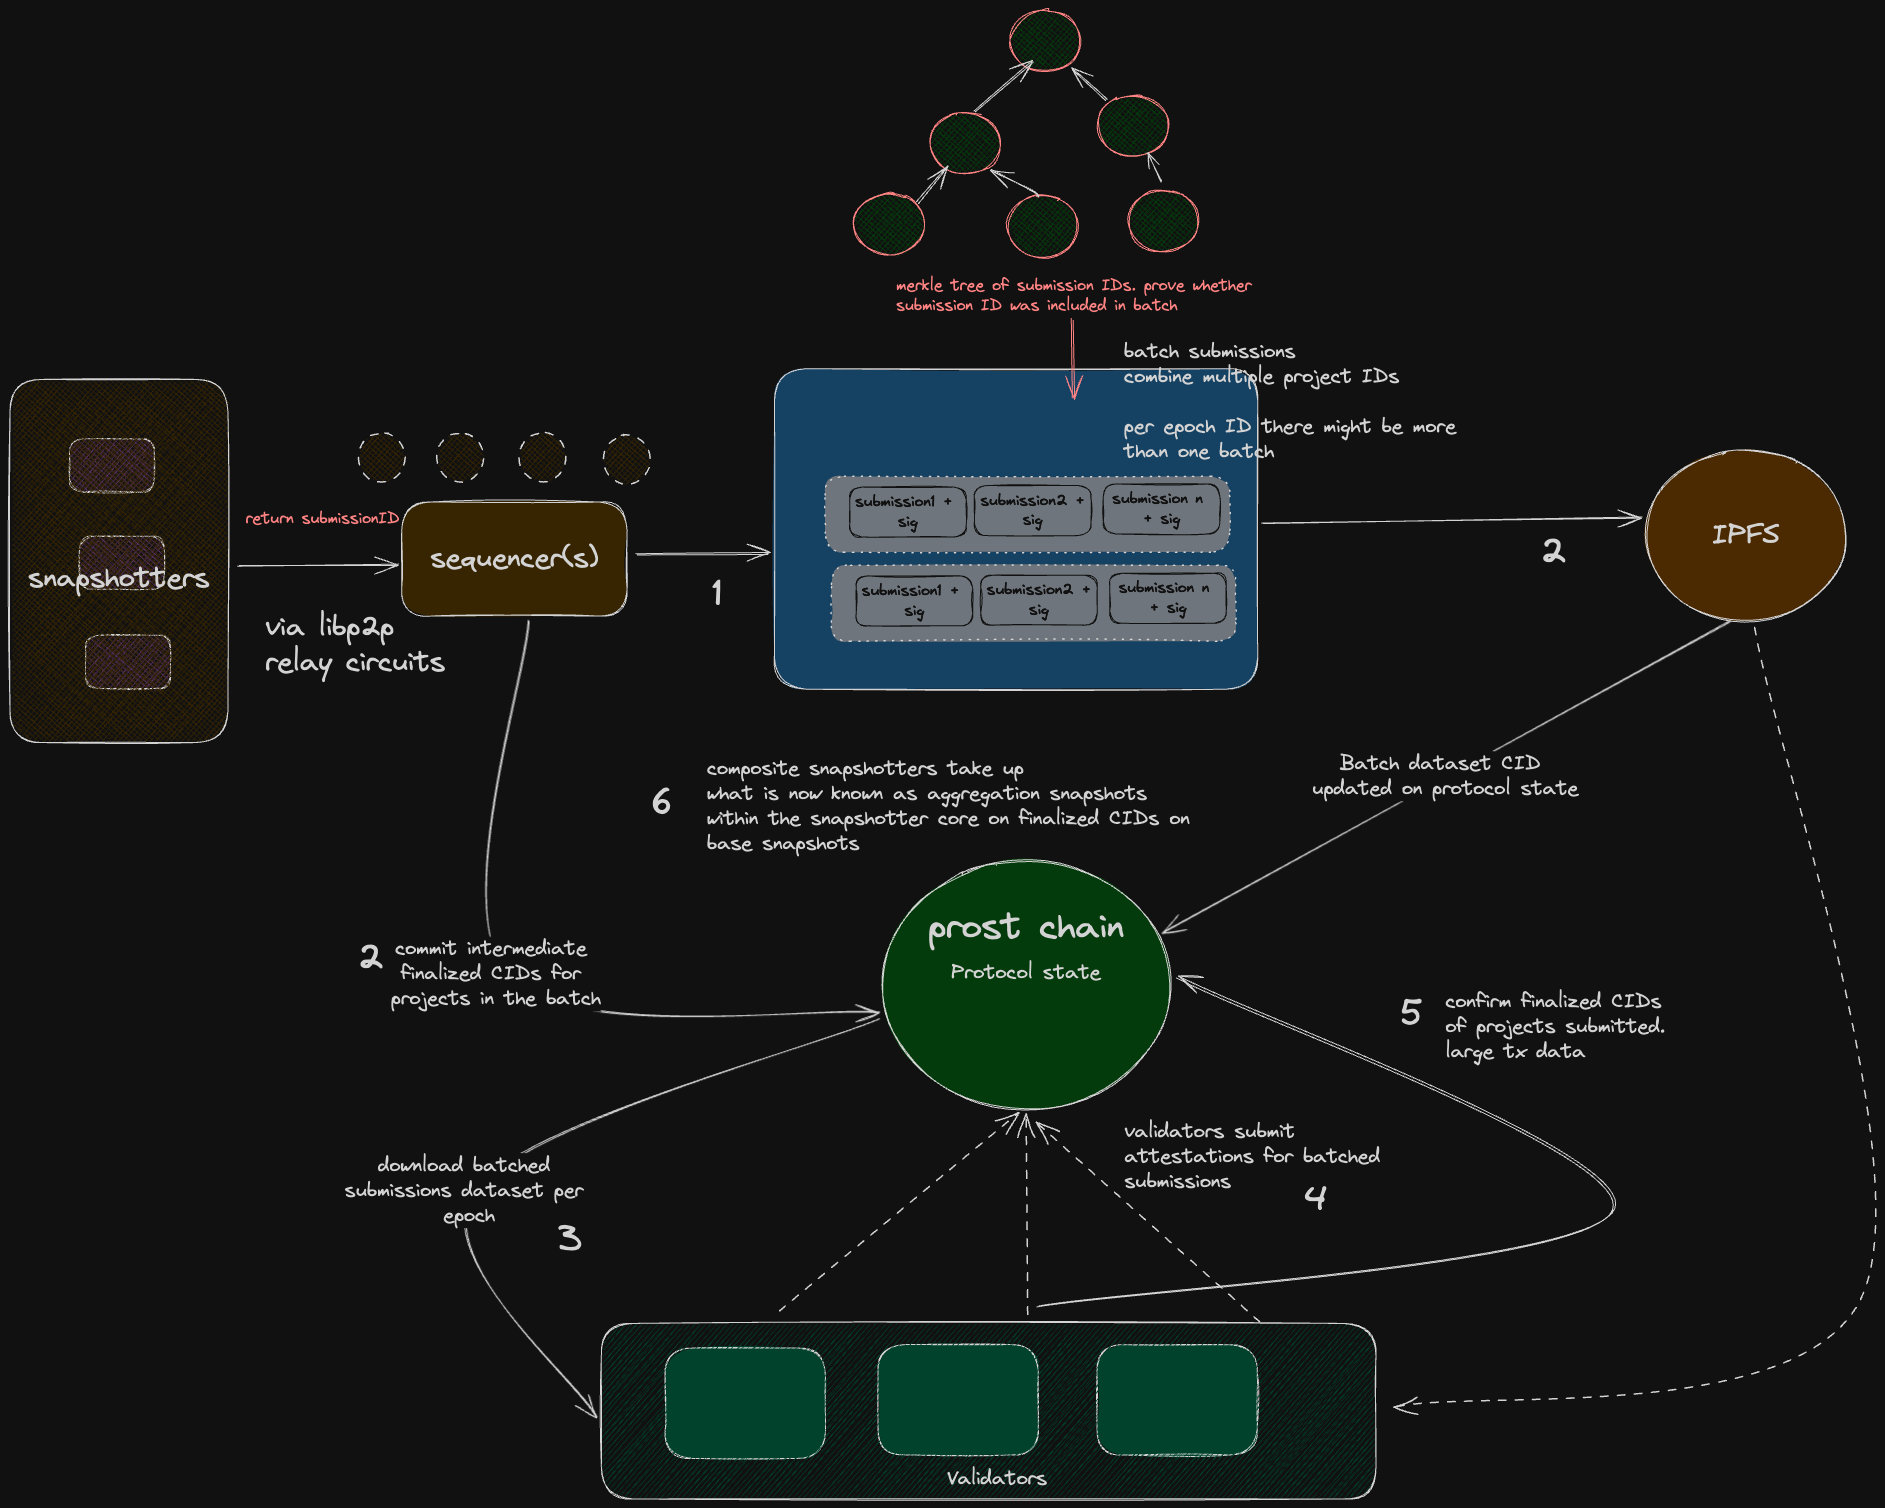 merkle tree of submission IDs. prove whether
submission ID was included in batch
batch submissions
combine multiple project IDs
per epoch ID there might be more
than one batch
submission1 +
sig
submission2 +
sig
submission n
+ sig
submission1 +
sig
submission2 +
sig
submission n
+ sig
snapshotters
return submissionID
via libp2p
relay circuits
sequencer(s)
1
2
IPFS
Batch dataset CID
updated on protocol state
6
composite snapshotters take up
what is now known as aggregation snapshots
within the snapshotter core on finalized CIDs on
base snapshots
prost chain
Protocol state
2
commit intermediate
finalized CIDs for
projects in the batch
5
confirm finalized CIDs
of projects submitted.
large tx data
download batched
submissions dataset per
epoch
3
validators submit
attestations for batched
submissions
4
Validators